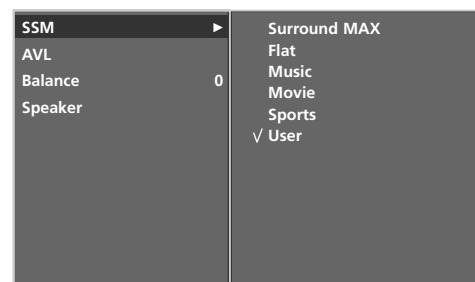 SSM ►
AVL
Balance 0
Speaker
Surround MAX
Flat
Music
Movie
Sports
√ User